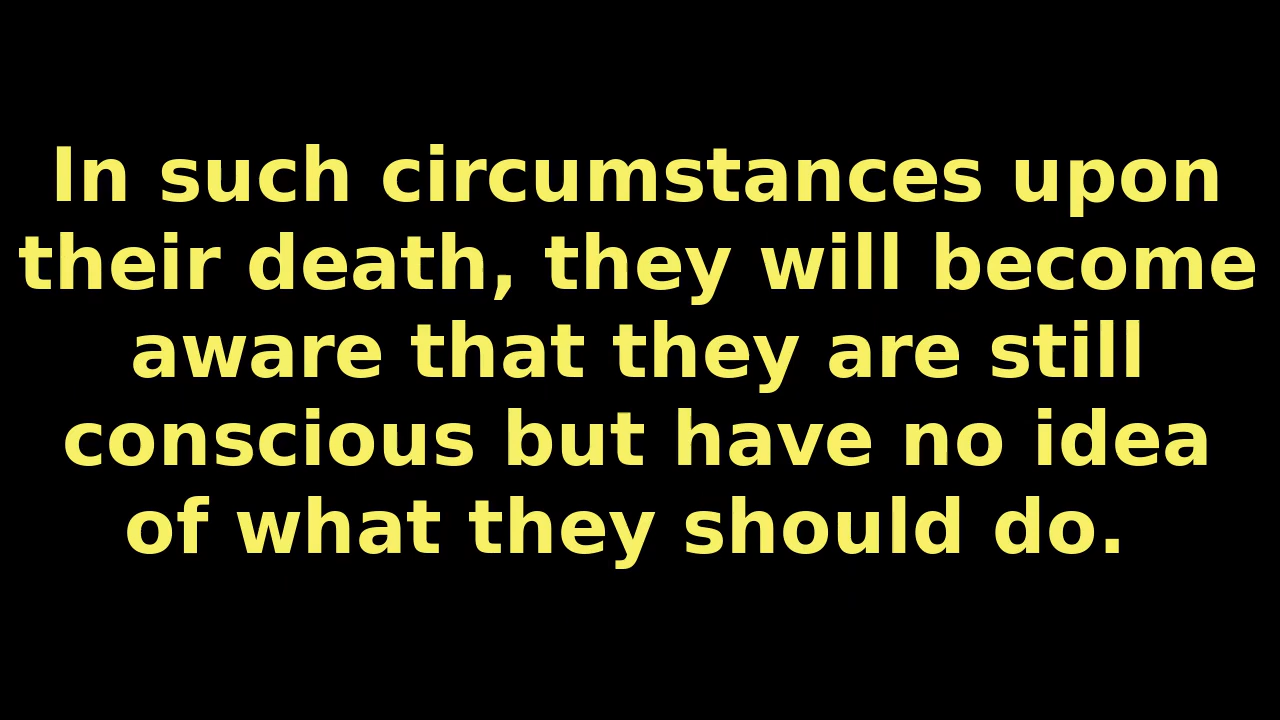 In such circumstances upon
their death, they will become
aware that they are still
conscious but have no idea
of what they should do.